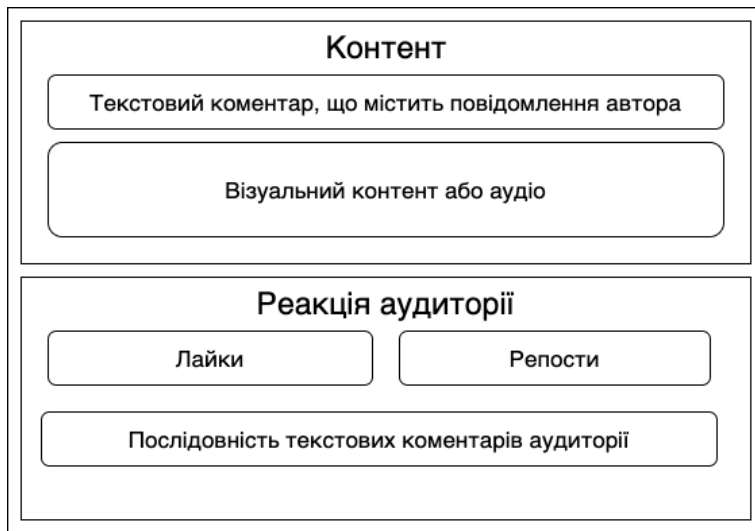 Контент
Текстовий коментар, що містить повідомлення автора
Візуальний контент або аудіо
Реакція аудиторії
Лайки
Репости
Послідовність текстових коментарів аудиторії